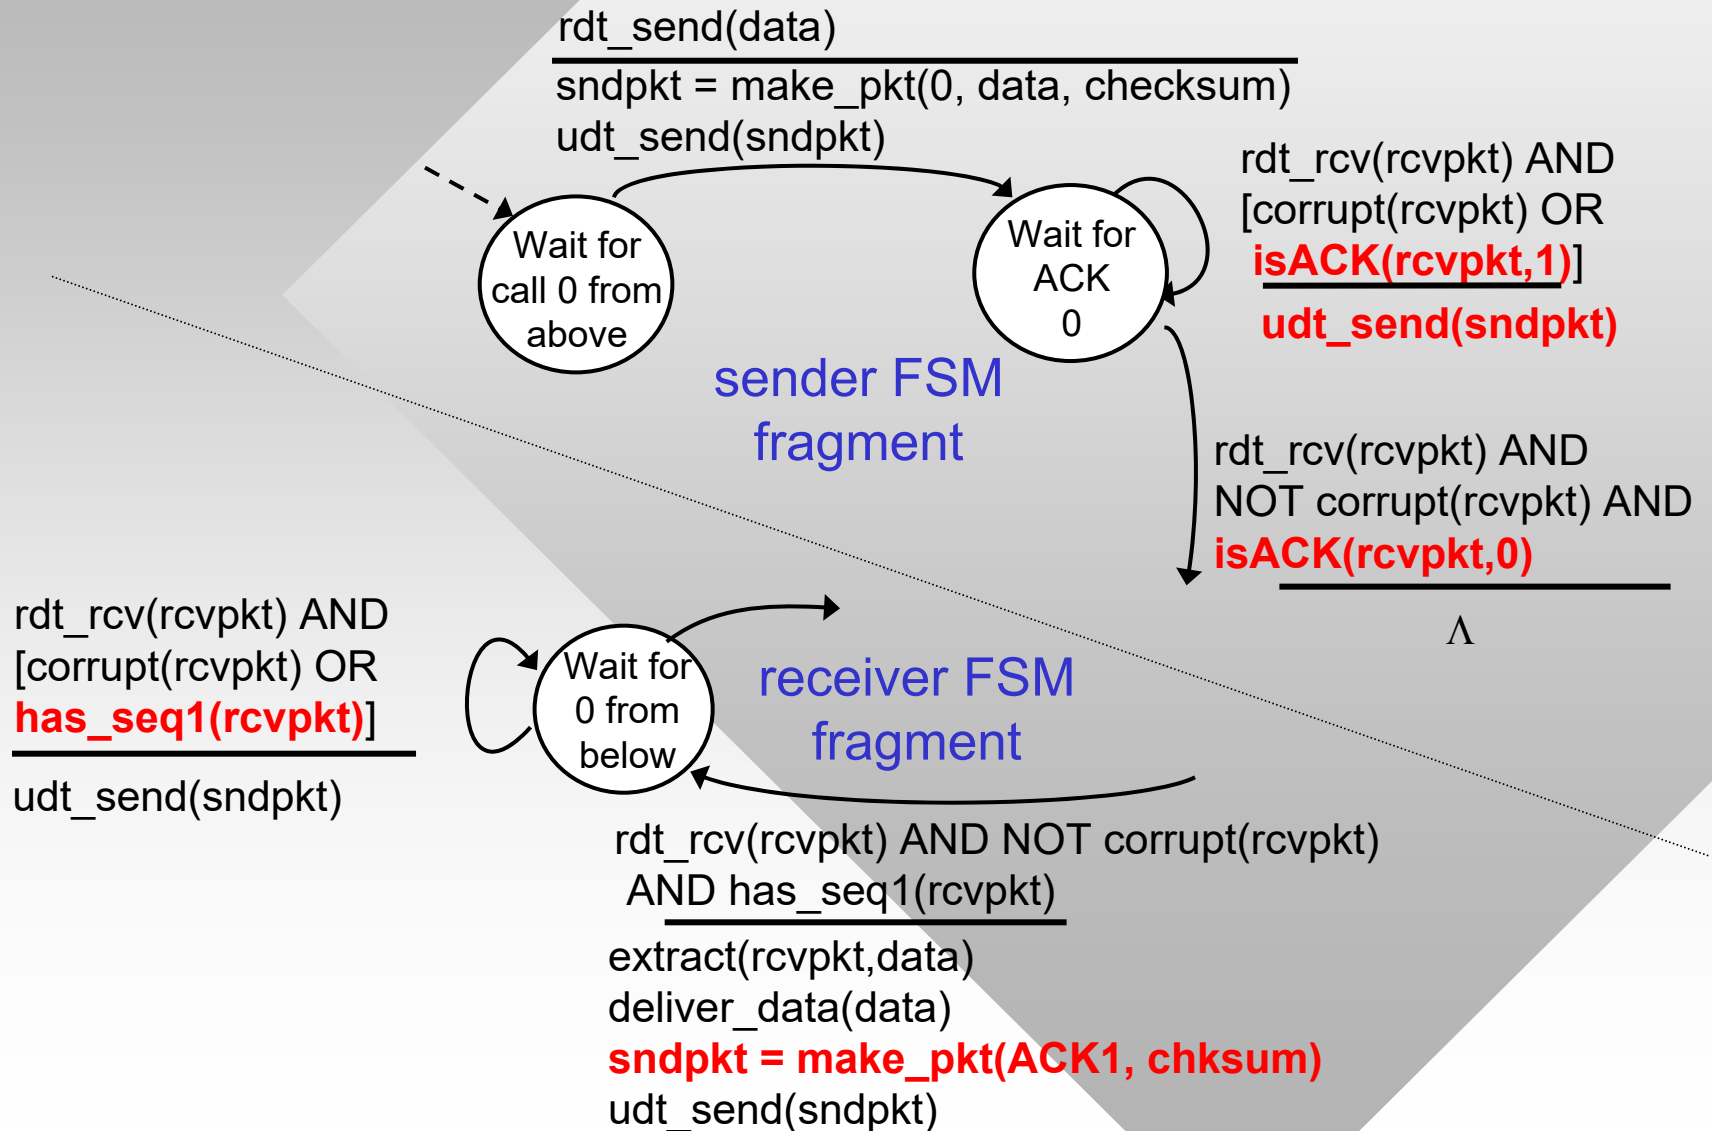 rdt_send(data)
sndpkt = make_pkt(0, data, checksum)
udt_send(sndpkt)
Wait for
call 0 from
above
Wait for
ACK
0
rdt_rcv(rcvpkt) AND
[corrupt(rcvpkt) OR
isACK(rcvpkt,1)]
udt_send(sndpkt)
sender FSM
fragment
rdt_rcv(rcvpkt) AND
NOT corrupt(rcvpkt) AND
isACK(rcvpkt,0)
Λ
rdt_rcv(rcvpkt) AND
[corrupt(rcvpkt) OR
has_seq1(rcvpkt)]
udt_send(sndpkt)
Wait for
0 from
below
receiver FSM
fragment
rdt_rcv(rcvpkt) AND NOT corrupt(rcvpkt)
AND has_seq1(rcvpkt)
extract(rcvpkt,data)
deliver_data(data)
sndpkt = make_pkt(ACK1, chksum)
udt_send(sndpkt)